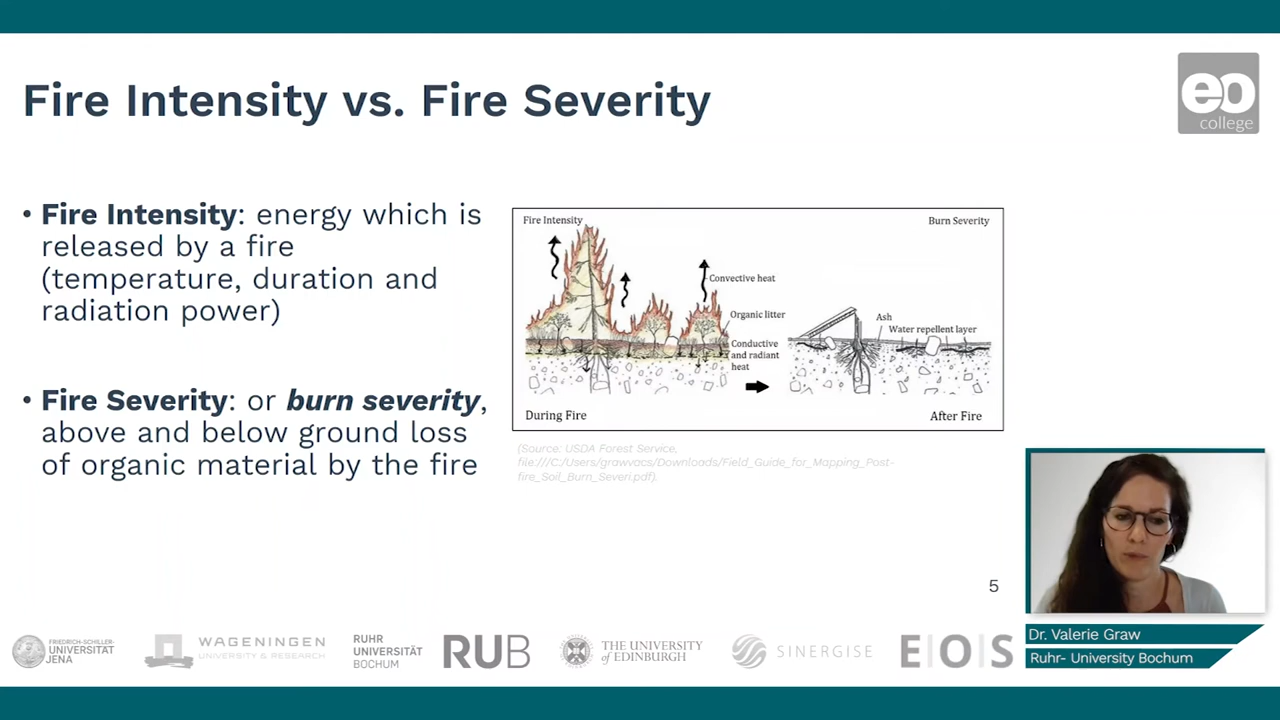 Fire Intensity vs. Fire Severity
eo
college
• Fire Intensity: energy which is
released by a fire
(temperature, duration and
radiation power)
• Fire Severity: or burn severity,
above and below ground loss
of organic material by the fire
Fire Intensity
Burn Severity
Convective heat
Organic litter
Conductive
and radiant
heat
Ash
Water repellent layer
During Fire
After Fire
(Source: USDA Forest Service,
file:///C:/Users/grawvacs/Downloads/Field_Guide_for_Mapping_Post-
fire_Soil_Burn_Severi.pdf).
5
Dr. Valerie Graw
Ruhr- University Bochum
FRIEDRICH-SCHILLER-
UNIVERSITÄT
JENA
WAGENINGEN
UNIVERSITY & RESEARCH
RUHR
UNIVERSITÄT
BOCHUM
RUB
THE UNIVERSITY
of EDINBURGH
SINERGISE
E|O|S